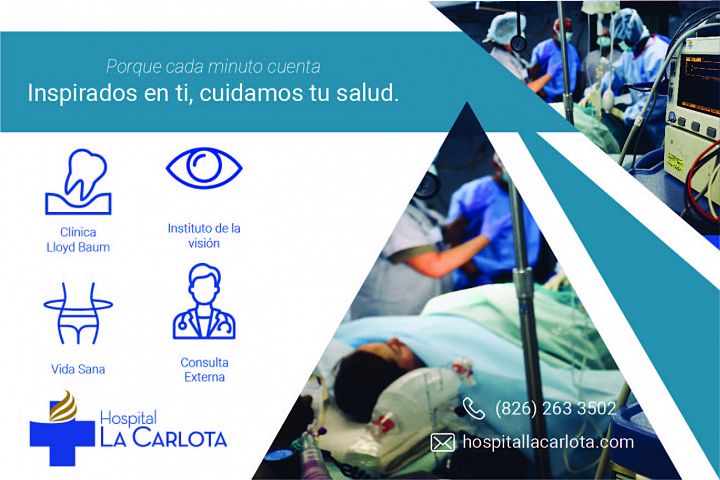 Porque cada minuto cuenta
Inspirados en ti, cuidamos tu salud.
Clínica
Lloyd Baum
Instituto de la
visión
Vida Sana
Consulta
Externa
Hospital
LA CARLOTA
(826) 263 3502
hospitallacarlota.com